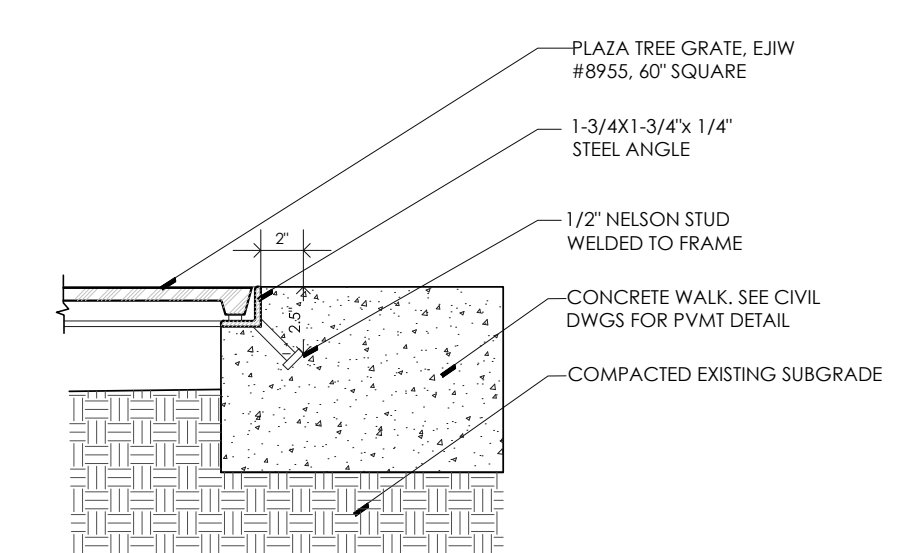 PLAZA TREE GRATE, EJIW
#8955, 60" SQUARE
1-3/4X1-3/4"x 1/4"
STEEL ANGLE
1/2" NELSON STUD
WELDED TO FRAME
2"
2.5"
CONCRETE WALK. SEE CIVIL
DWGS FOR PVMT DETAIL
COMPACTED EXISTING SUBGRADE